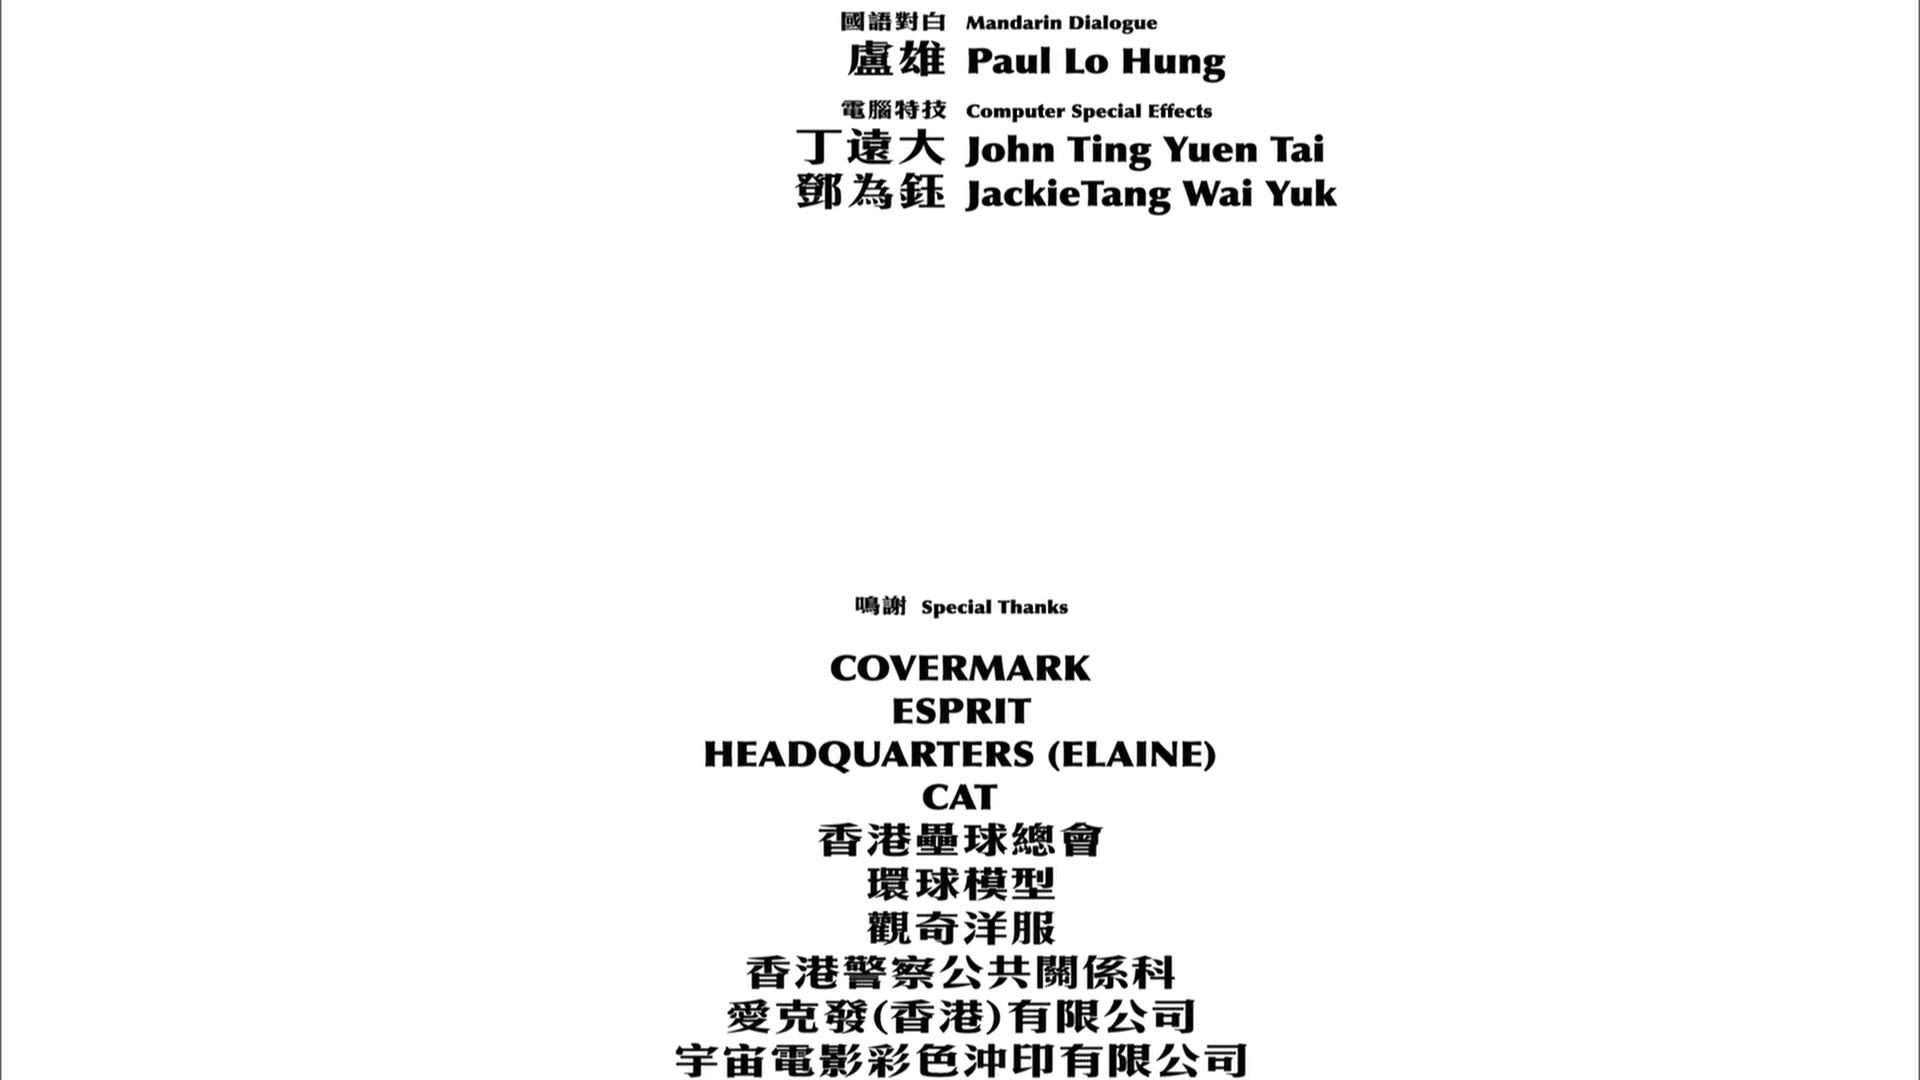 國語對白 Mandarin Dialogue
盧雄 Paul Lo Hung
電腦特技 Computer Special Effects
丁遠大 John Ting Yuen Tai
鄧為鈺 JackieTang Wai Yuk
鳴謝 Special Thanks
COVERMARK
ESPRIT
HEADQUARTERS (ELAINE)
CAT
香港壘球總會
環球模型
觀奇洋服
香港警察公共關係科
愛克發(香港)有限公司
宇宙電影彩色沖印有限公司